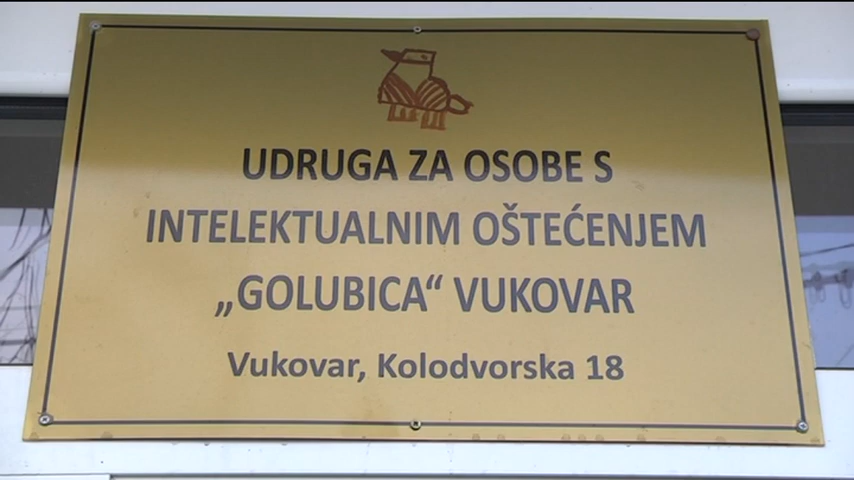 UDRUGA ZA OSOBE S
INTELEKTUALNIM OŠTEĆENJEM
„GOLUBICA“ VUKOVAR
Vukovar, Kolodvorska 18